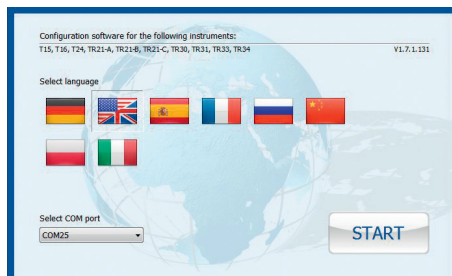 Configuration software for the following instruments:
T15, T16, T24, TR21-A, TR21-B, TR21-C, TR30, TR31, TR33, TR34
V1.7.1.131
Select language
Select COM port
COM25
START